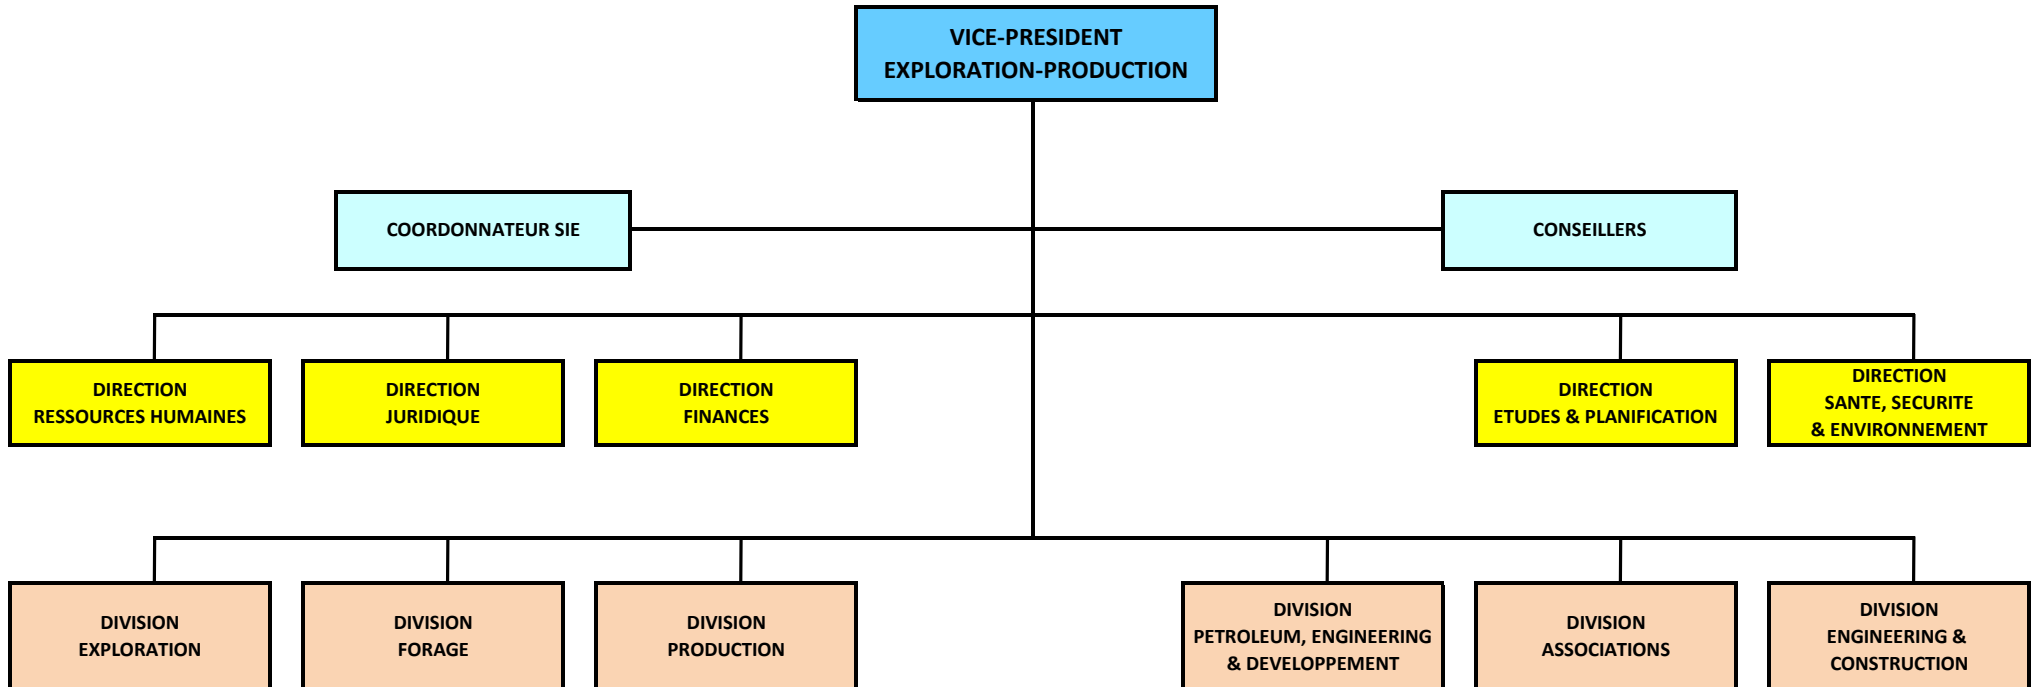 VICE-PRESIDENT
EXPLORATION-PRODUCTION
COORDONNATEUR SIE
CONSEILLERS
DIRECTION
RESSOURCES HUMAINES
DIRECTION
JURIDIQUE
DIRECTION
FINANCES
DIRECTION
ETUDES & PLANIFICATION
DIRECTION
SANTE, SECURITE
& ENVIRONNEMENT
DIVISION
EXPLORATION
DIVISION
FORAGE
DIVISION
PRODUCTION
DIVISION
PETROLEUM, ENGINEERING
& DEVELOPPEMENT
DIVISION
ASSOCIATIONS
DIVISION
ENGINEERING &
CONSTRUCTION